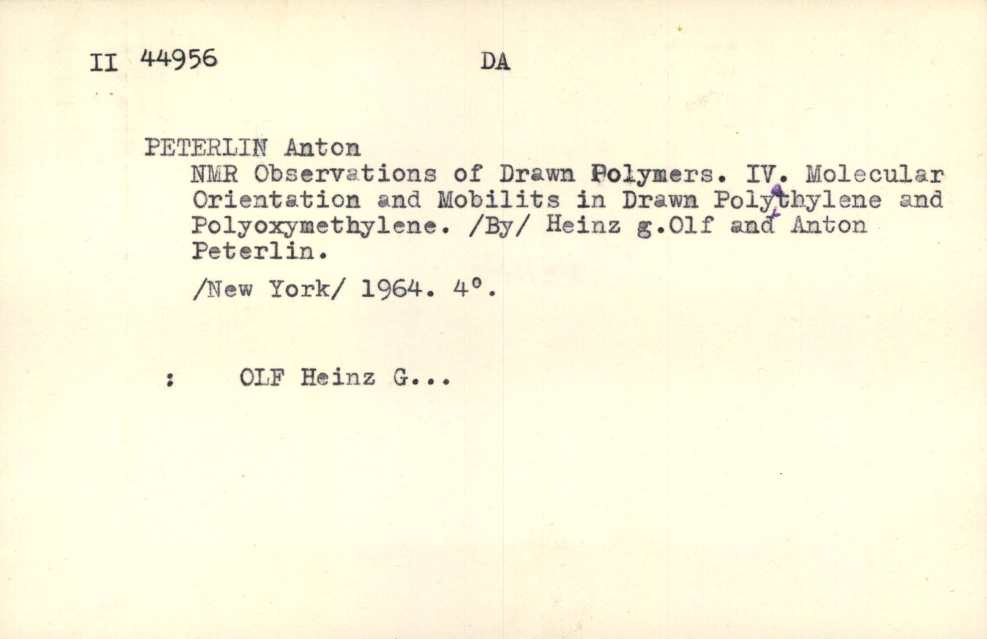 II 44956 DA
PETERLIN Anton
NMR Observations of Drawn Polymers. IV. Molecular
Orientation and Mobilits in Drawn Polythylene and
Polyoxymethylene. /By/ Heinz g.Olf and Anton
Peterlin.
/New York/ 1964. 4°.
: OLF Heinz G...